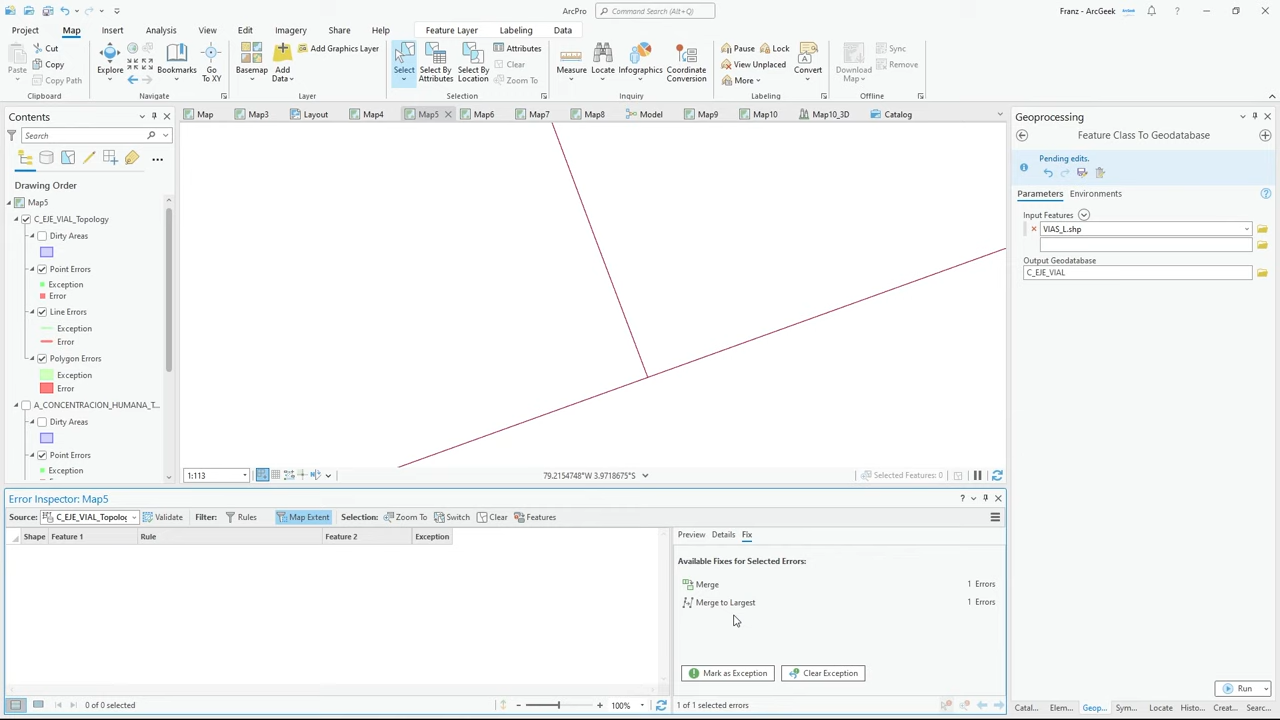 ArcPro
Command Search (Alt+Q)
Franz - ArcGeek
Project
Map
Insert
Analysis
View
Edit
Imagery
Share
Help
Feature Layer
Labeling
Data
Paste
Cut
Copy
Copy Path
Clipboard
Explore
Bookmarks
Go To XY
Navigate
Basemap
Add Data
Add Graphics Layer
Layer
Select
Select By Attributes
Select By Location
Attributes
Clear
Zoom To
Selection
Measure
Locate
Infographics
Coordinate Conversion
Inquiry
Pause
Lock
View Unplaced
More
Labeling
Convert
Download Map
Sync
Remove
Offline
Contents
Search
Drawing Order
Map5
C_EJE_VIAL_Topology
Dirty Areas
Point Errors
Exception
Error
Line Errors
Exception
Error
Polygon Errors
Exception
Error
A_CONCENTRACION_HUMANA_T...
Dirty Areas
Point Errors
Exception
Map
Map3
Layout
Map4
Map5
Map6
Map7
Map8
Model
Map9
Map10
Map10_3D
Catalog
1:113
79.2154748°W 3.9718675°S
Selected Features: 0
Error Inspector: Map5
Source:
C_EJE_VIAL_Topolog
Validate
Filter:
Rules
Map Extent
Selection:
Zoom To
Switch
Clear
Features
Shape
Feature 1
Rule
Feature 2
Exception
Preview
Details
Fix
Available Fixes for Selected Errors:
Merge
1 Errors
Merge to Largest
1 Errors
Mark as Exception
Clear Exception
0 of 0 selected
100%
1 of 1 selected errors
Geoprocessing
Feature Class To Geodatabase
Pending edits.
Parameters
Environments
Input Features
VIAS_L.shp
Output Geodatabase
C_EJE_VIAL
Run
Catal...
Elem...
Geop...
Sym...
Locate
Histo...
Creat...
Searc...